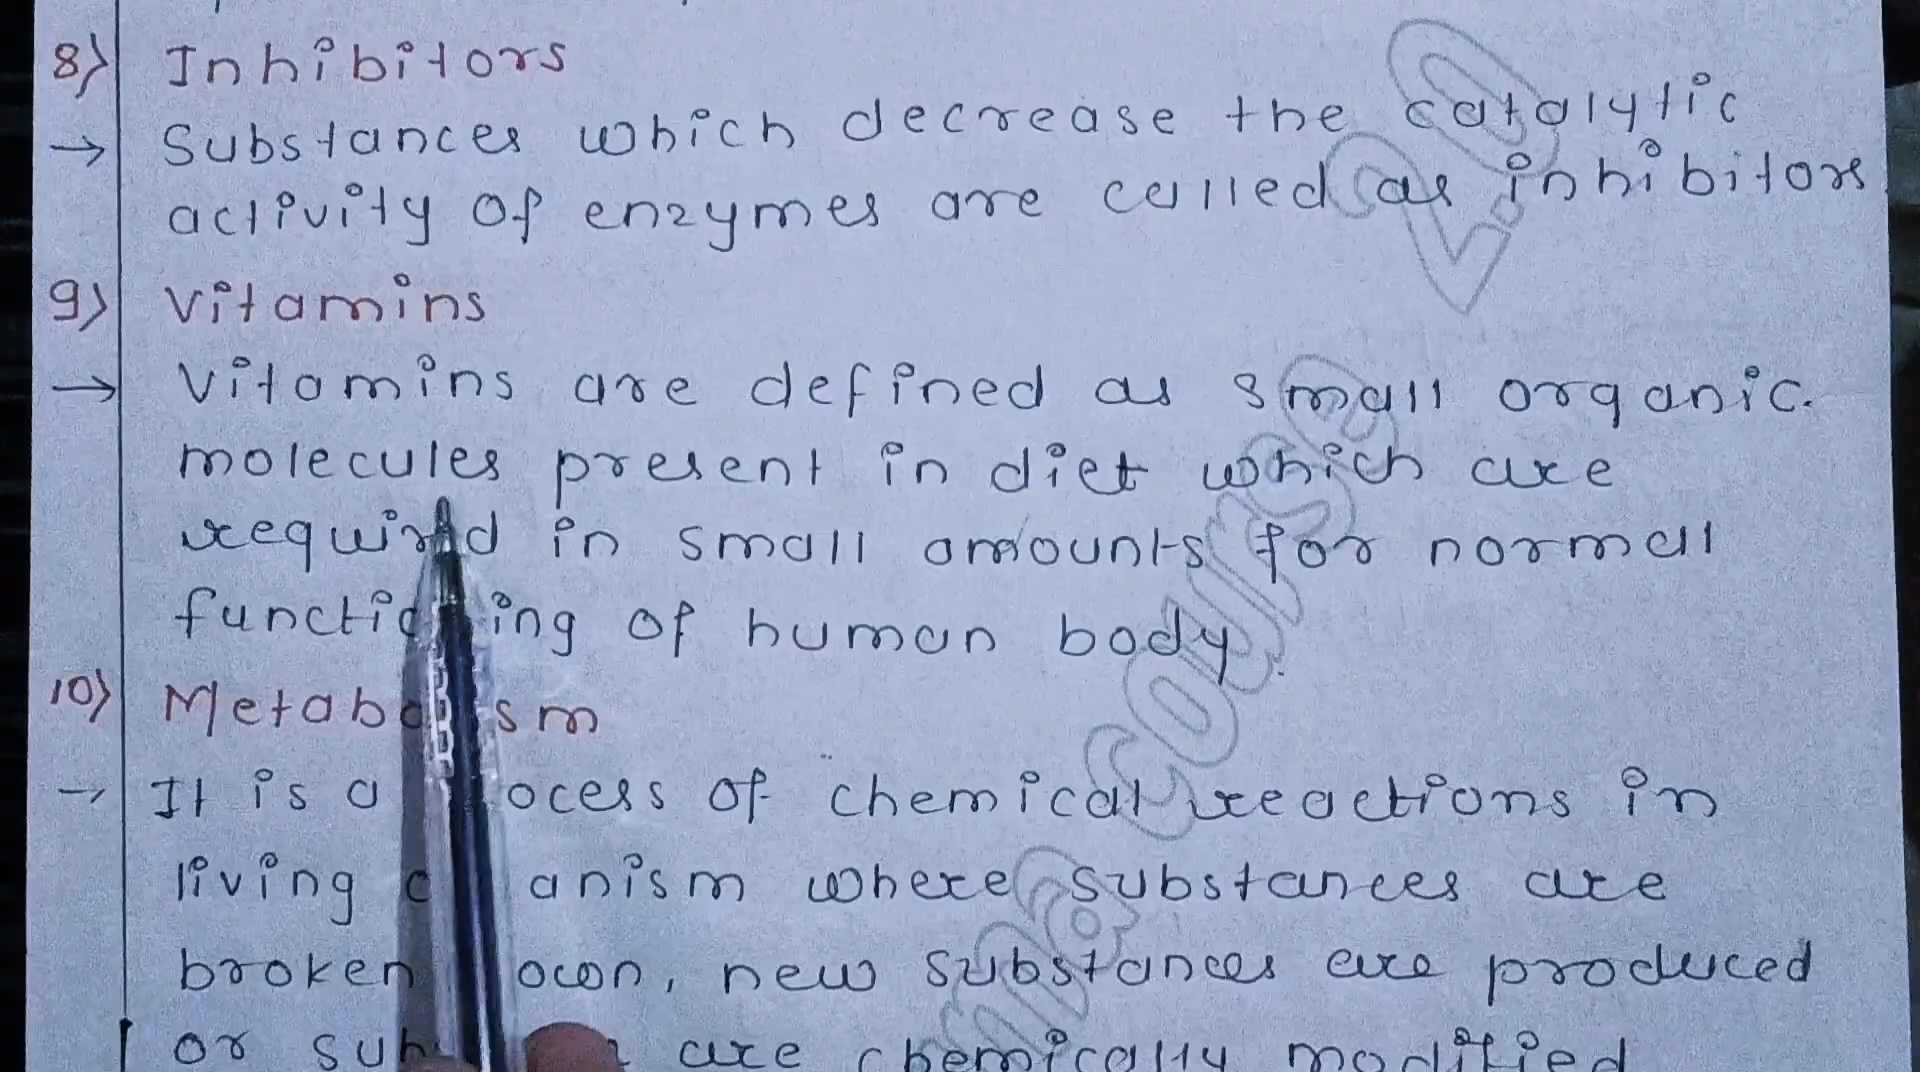 8) Inhibitors
→ Substances which decrease the catalytic
activity of enzymes are called as inhibitors
9) Vitamins
→ Vitamins are defined as small organic.
molecules present in diet which are
required in small amounts for normal
functioning of human body.
10) Metabolism
→ It is a process of chemical reactions in
living organism where substances are
broken down, new substances are produced
or are chemically modified